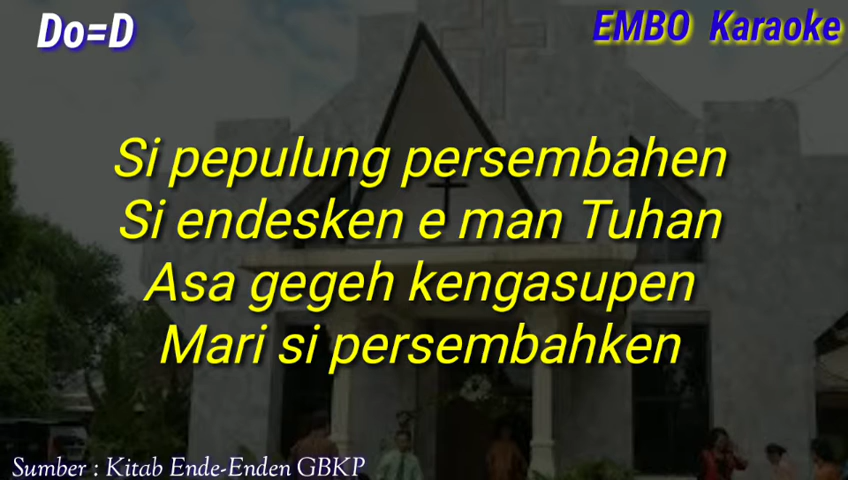 Do=D
EMBO Karaoke
Si pepulung persembahen
Si endesken e man Tuhan
Asa gegeh kengasupen
Mari si persembahken
Sumber : Kitab Ende-Enden GBKP